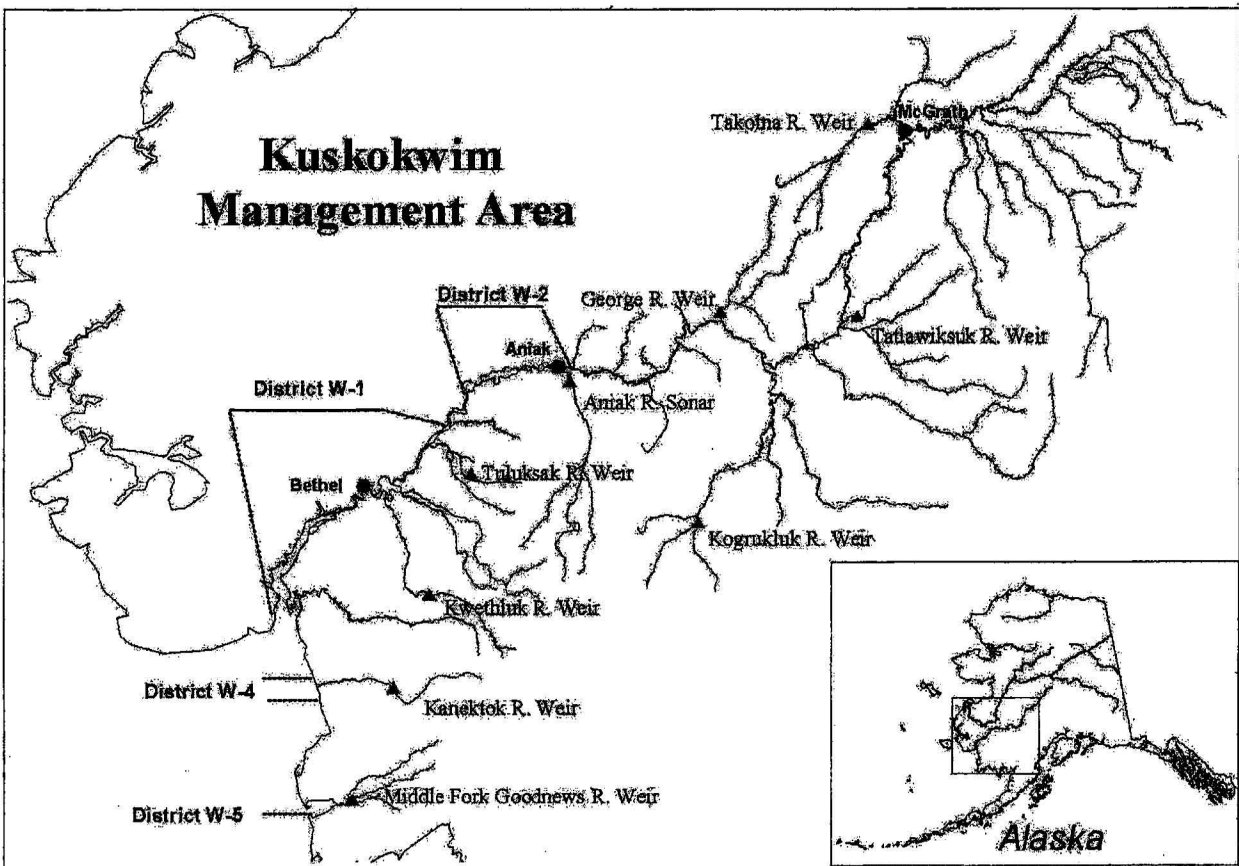 Kuskokwim
Management Area
McGrath
Takotna R. Weir
District W-2
George R. Weir
Tatlawiksuk R. Weir
Aniak
Aniak R. Sonar
District W-1
Tuluksak R. Weir
Bethel
Kogrukluk R. Weir
Kwethluk R. Weir
District W-4
Kanektok R. Weir
Middle Fork Goodnews R. Weir
District W-5
Alaska